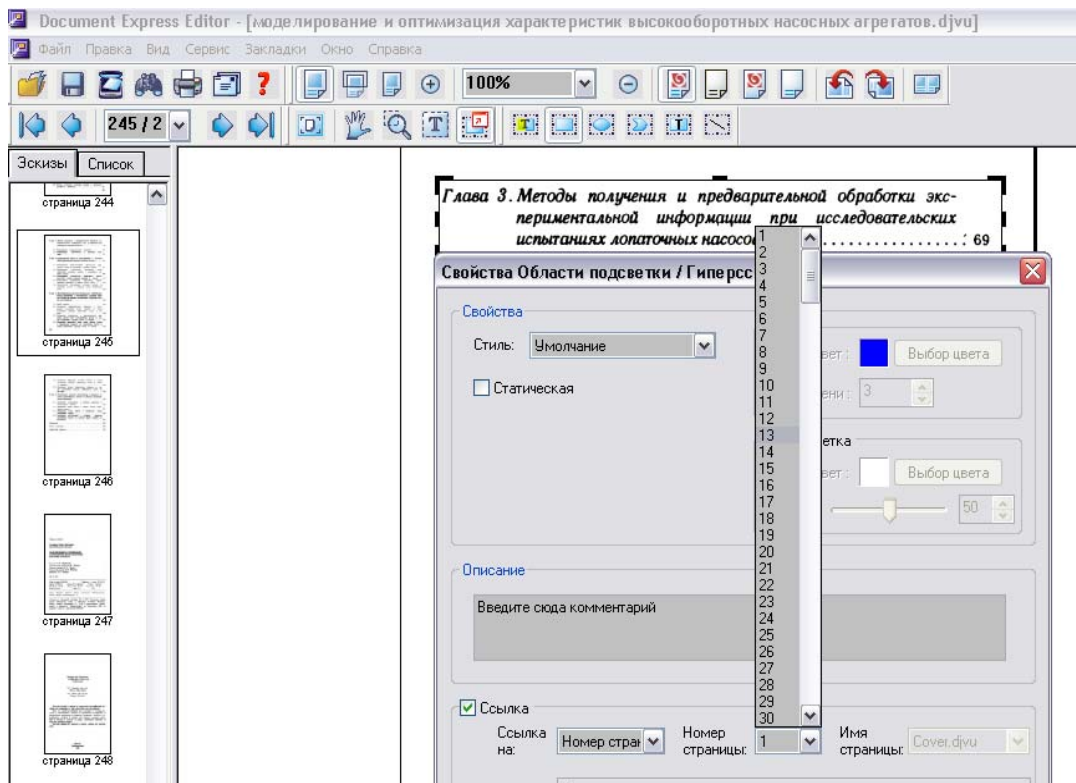 Document Express Editor - [моделирование и оптимизация характеристик высокооборотных насосных агрегатов.djvu]
Файл Правка Вид Сервис Закладки Окно Справка
100%
245 / 2
Эскизы Список
страница 244
страница 245
страница 246
страница 247
страница 248
Глава 3. Методы получения и предварительной обработки экс-
периментальной информации при исследовательских
испытаниях лопаточных насосо 69
Свойства Области подсветки / Гиперсс
Свойства
Стиль: Умолчание
Статическая
вет: Выбор цвета
ени: 3
етка
вет: Выбор цвета
50
Описание
Введите сюда комментарий
Ссылка
Ссылка на: Номер стран
Номер страницы: 1
Имя страницы: Cover.djvu
1
2
3
4
5
6
7
8
9
10
11
12
13
14
15
16
17
18
19
20
21
22
23
24
25
26
27
28
29
30